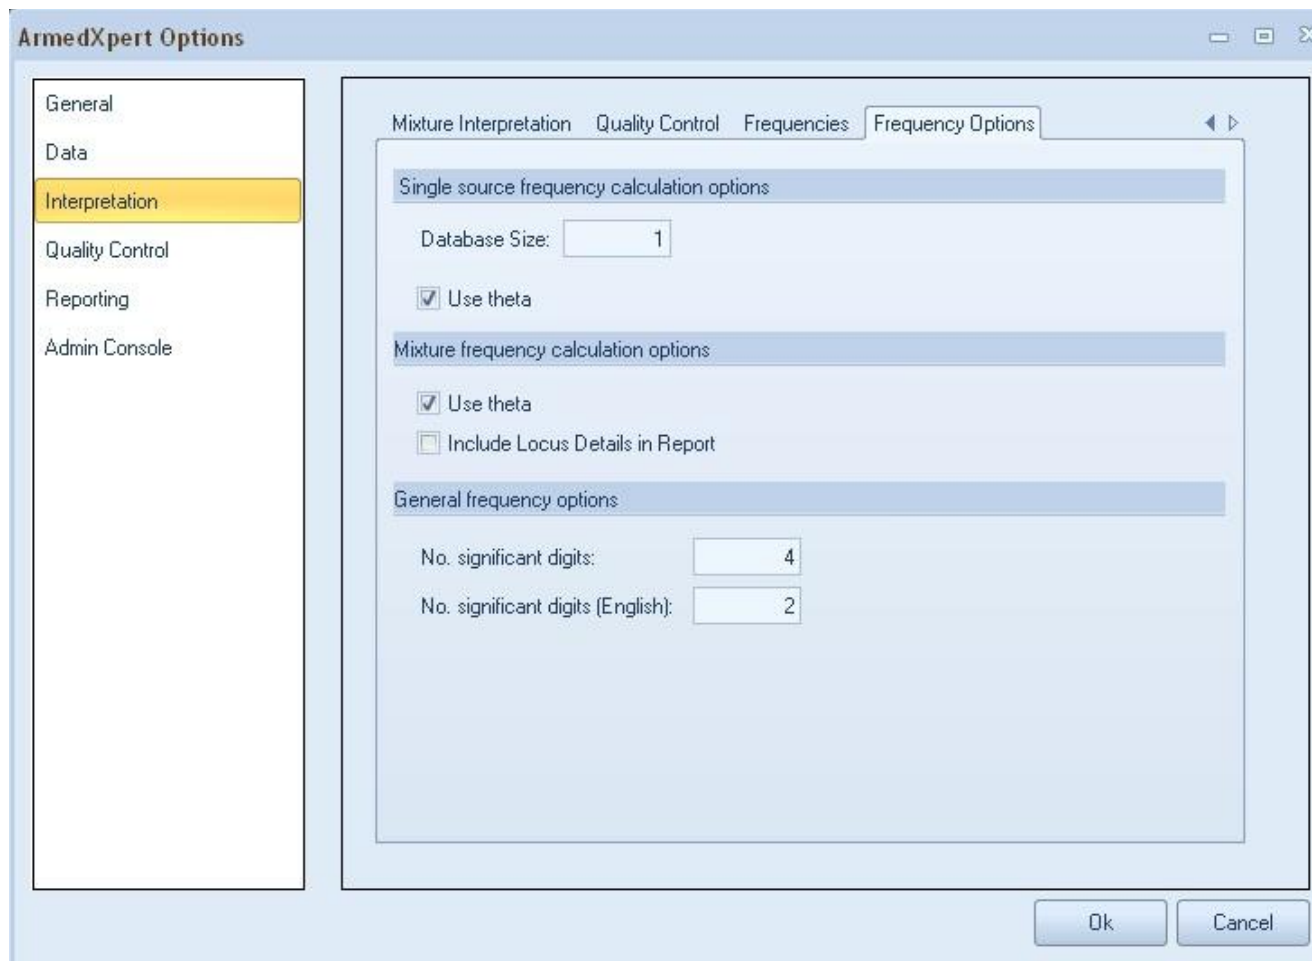 ArmedXpert Options
General
Data
Interpretation
Quality Control
Reporting
Admin Console
Mixture Interpretation Quality Control Frequencies Frequency Options
Single source frequency calculation options
Database Size: 1
Use theta
Mixture frequency calculation options
Use theta
Include Locus Details in Report
General frequency options
No. significant digits: 4
No. significant digits (English): 2
Ok Cancel